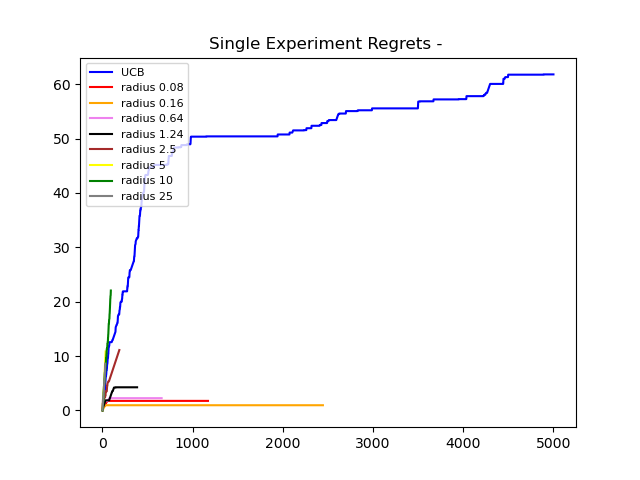 Single Experiment Regrets -
UCB
radius 0.08
radius 0.16
radius 0.64
radius 1.24
radius 2.5
radius 5
radius 10
radius 25
60
50
40
30
20
10
0
0 1000 2000 3000 4000 5000